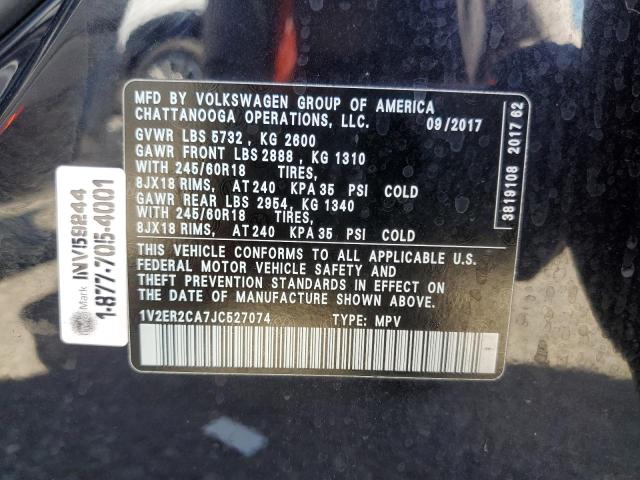 MFD BY VOLKSWAGEN GROUP OF AMERICA
CHATTANOOGA OPERATIONS, LLC. 09/2017
GVWR LBS 5732 , KG 2600
GAWR FRONT LBS 2888 , KG 1310
WITH 245/60R18 TIRES,
8JX18 RIMS, AT 240 KPA 35 PSI COLD
GAWR REAR LBS 2954, KG 1340
WITH 245/60R18 TIRES,
8JX18 RIMS, AT 240 KPA 35 PSI COLD
THIS VEHICLE CONFORMS TO ALL APPLICABLE U.S.
FEDERAL MOTOR VEHICLE SAFETY AND
THEFT PREVENTION STANDARDS IN EFFECT ON
THE DATE OF MANUFACTURE SHOWN ABOVE.
1V2ER2CA7JC527074 TYPE: MPV
3819108 2017 62
Mark INV159R244
1-877-7015-4001